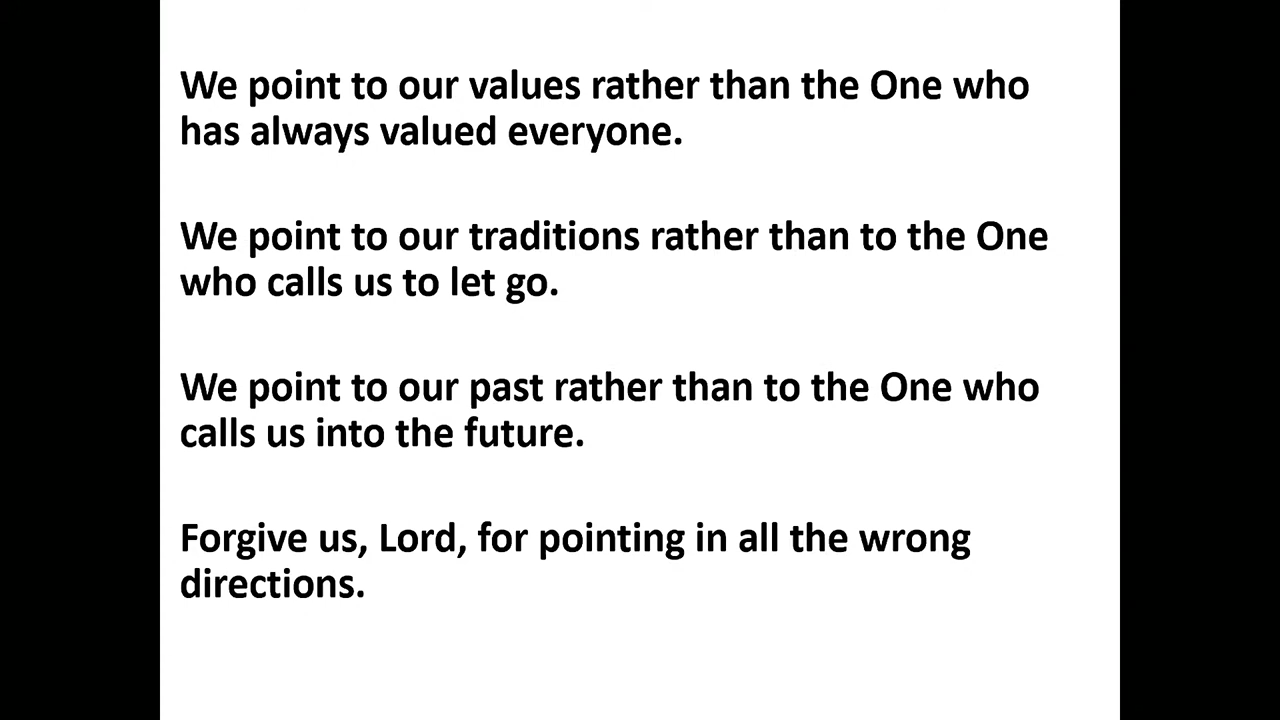 We point to our values rather than the One who
has always valued everyone.
We point to our traditions rather than to the One
who calls us to let go.
We point to our past rather than to the One who
calls us into the future.
Forgive us, Lord, for pointing in all the wrong
directions.